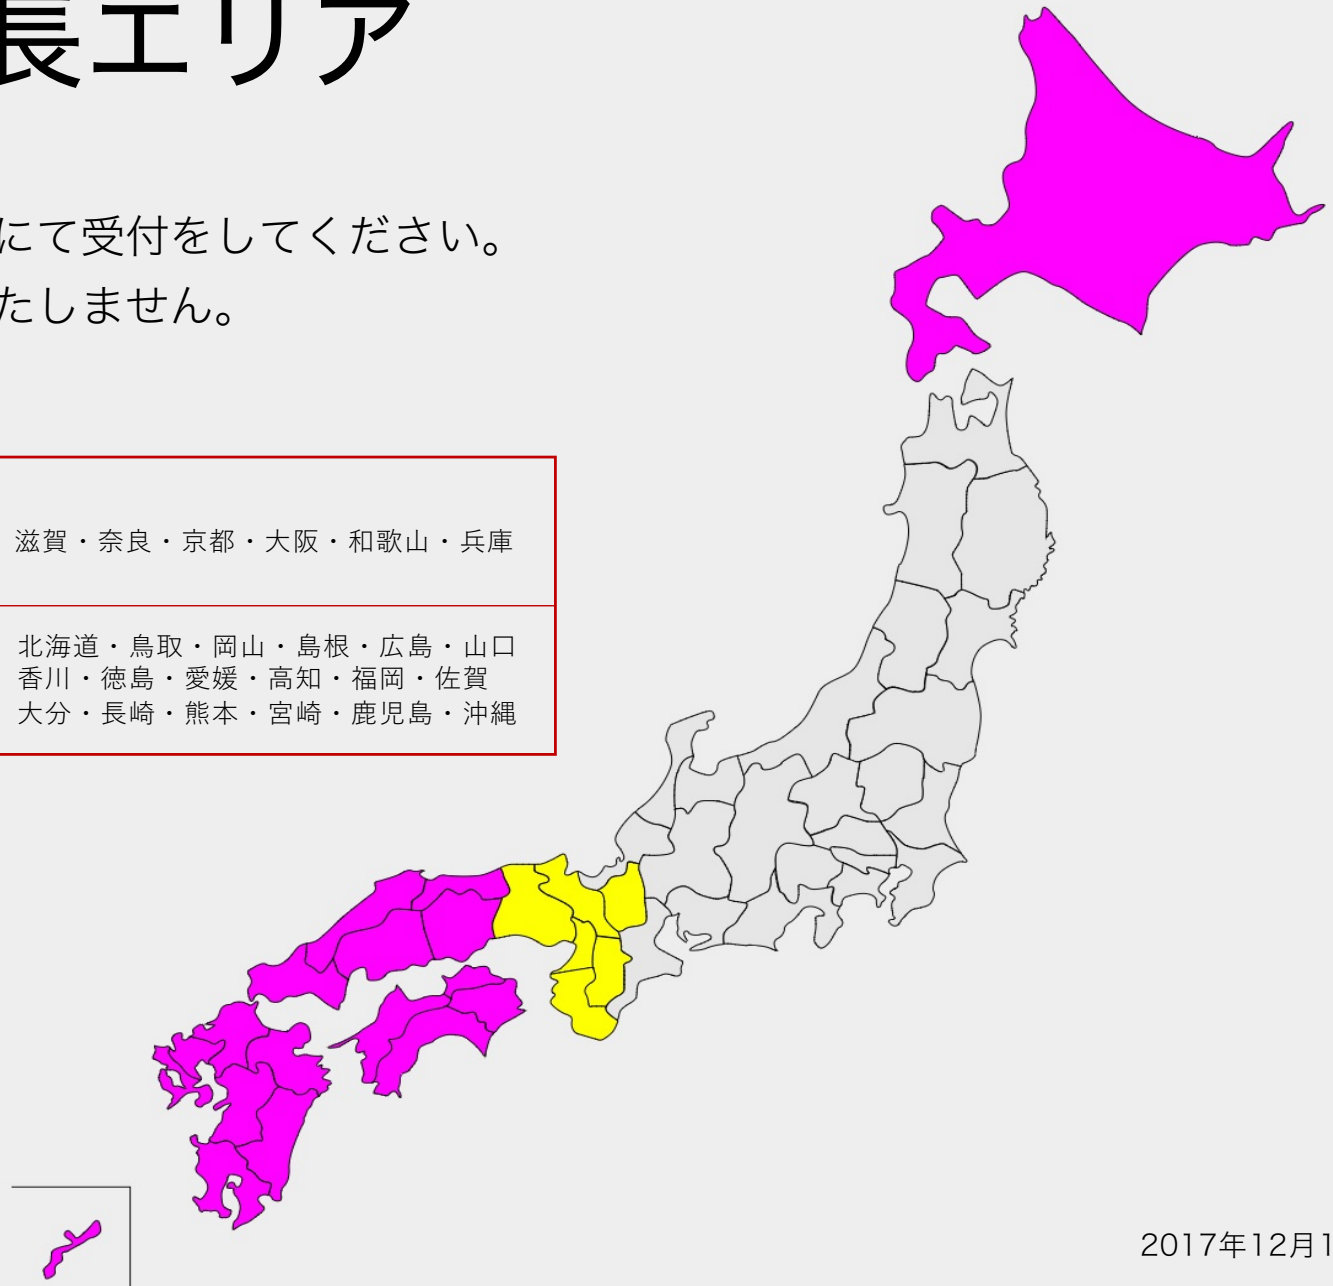 長エリア
にて受付をしてください。
たしません。
滋賀・奈良・京都・大阪・和歌山・兵庫
北海道・鳥取・岡山・島根・広島・山口
香川・徳島・愛媛・高知・福岡・佐賀
大分・長崎・熊本・宮崎・鹿児島・沖縄
2017年12月1